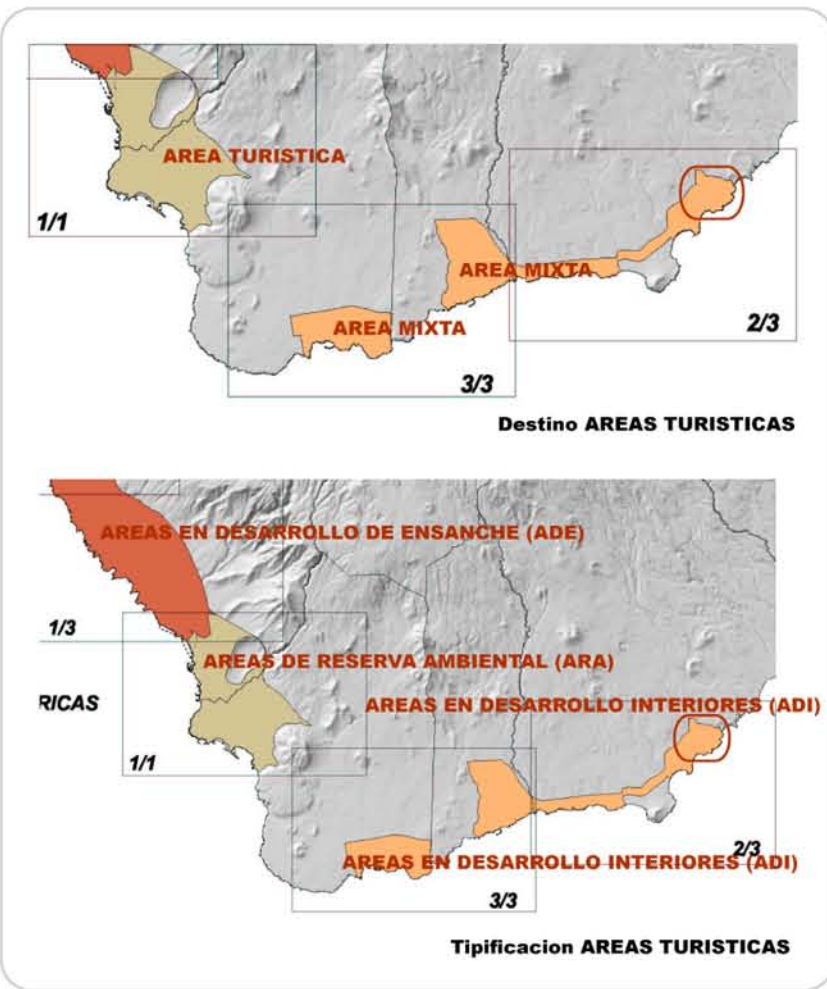 AREA TURISTICA
1/1
AREA MIXTA
AREA MIXTA
2/3
3/3
Destino AREAS TURISTICAS
AREAS EN DESARROLLO DE ENSANCHE (ADE)
1/3
AREAS DE RESERVA AMBIENTAL (ARA)
RICAS
AREAS EN DESARROLLO INTERIORES (ADI)
1/1
2/3
AREAS EN DESARROLLO INTERIORES (ADI)
3/3
Tipificacion AREAS TURISTICAS